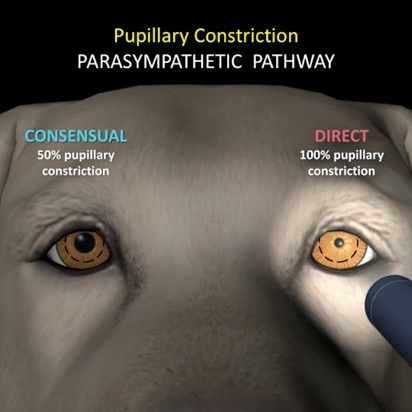 Pupillary Constriction
PARASYMPATHETIC PATHWAY
CONSENSUAL
50% pupillary
constriction
DIRECT
100% pupillary
constriction